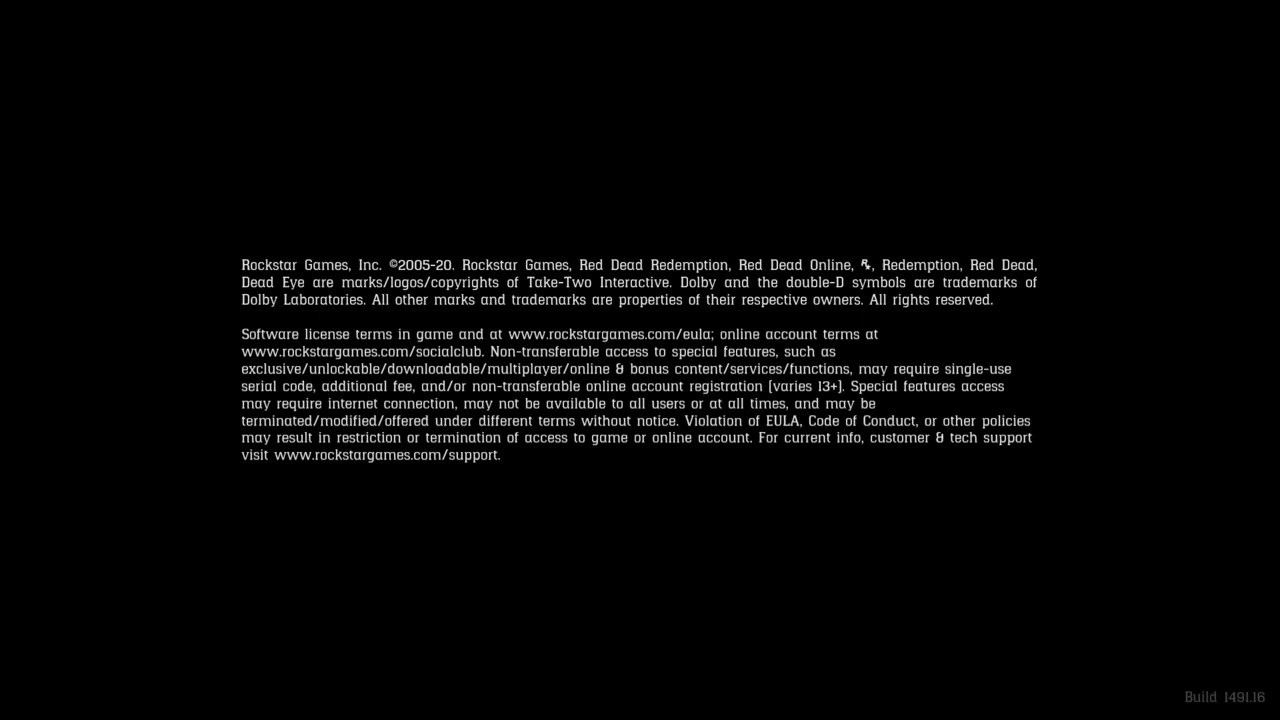 Rockstar Games, Inc. ©2005-20. Rockstar Games, Red Dead Redemption, Red Dead Online, , Redemption, Red Dead,
Dead Eye are marks/logos/copyrights of Take-Two Interactive. Dolby and the double-D symbols are trademarks of
Dolby Laboratories. All other marks and trademarks are properties of their respective owners. All rights reserved.
Software license terms in game and at www.rockstargames.com/eula; online account terms at
www.rockstargames.com/socialclub. Non-transferable access to special features, such as
exclusive/unlockable/downloadable/multiplayer/online & bonus content/services/functions, may require single-use
serial code, additional fee, and/or non-transferable online account registration (varies 13+). Special features access
may require internet connection, may not be available to all users or at all times, and may be
terminated/modified/offered under different terms without notice. Violation of EULA, Code of Conduct, or other policies
may result in restriction or termination of access to game or online account. For current info, customer & tech support
visit www.rockstargames.com/support.
Build 1491.16